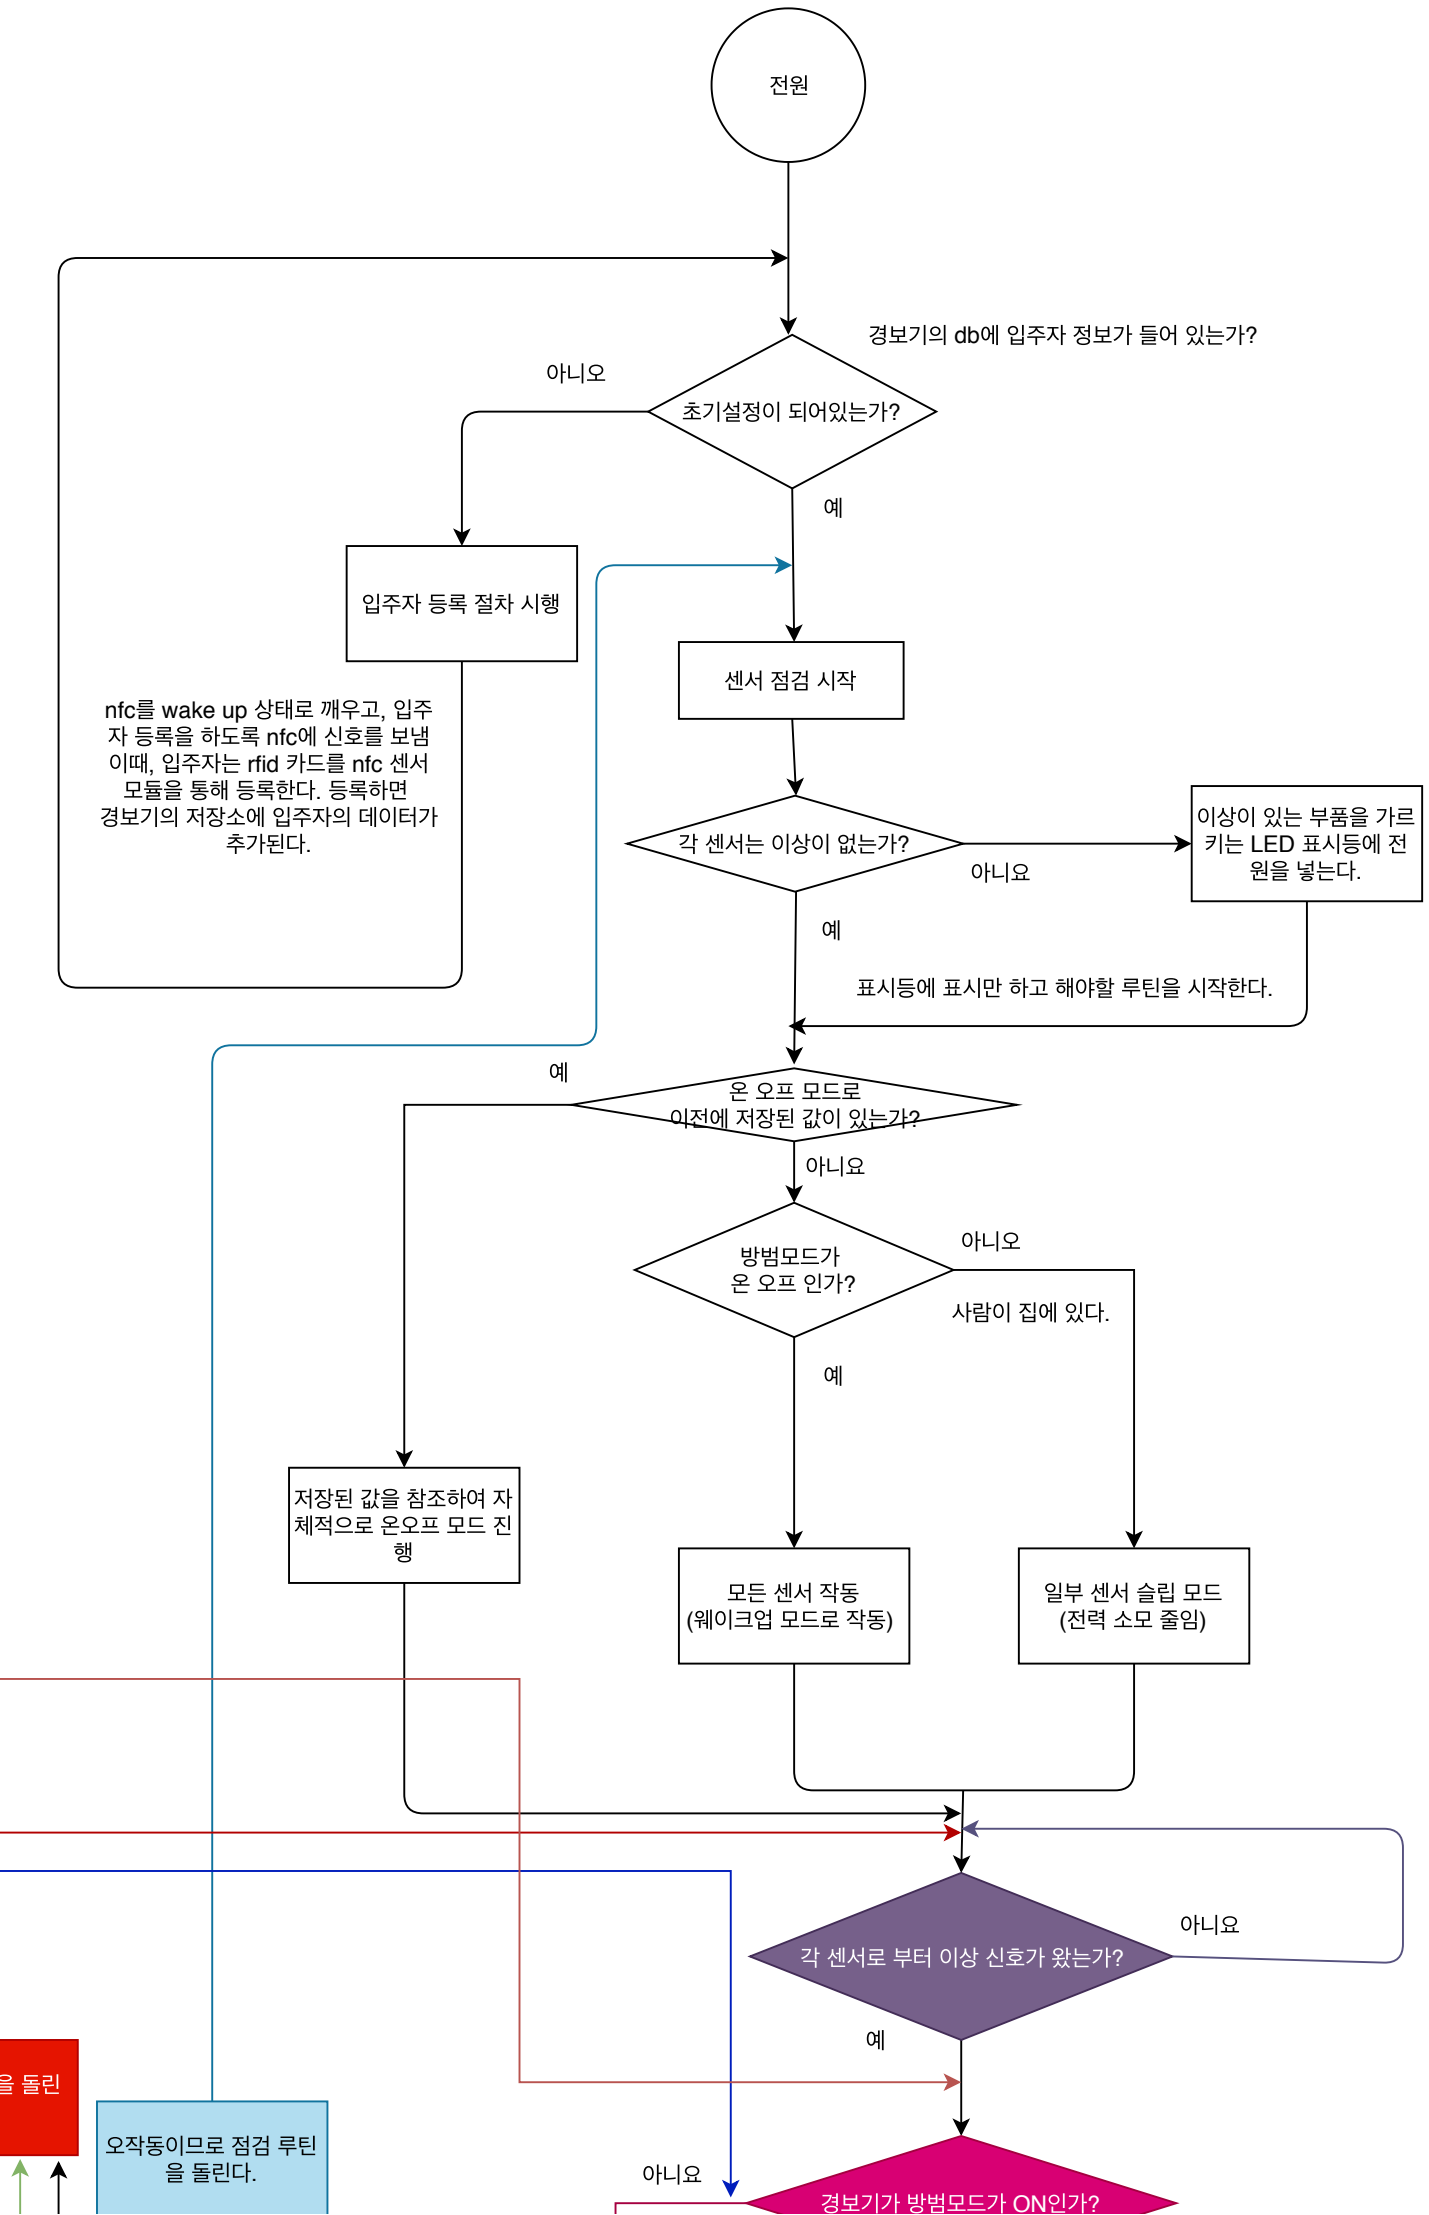 전원
경보기의 db에 입주자 정보가 들어 있는가?
아니오
초기설정이 되어있는가?
예
입주자 등록 절차 시행
센서 점검 시작
nfc를 wake up 상태로 깨우고, 입주
자 등록을 하도록 nfc에 신호를 보냄
이때, 입주자는 rfid 카드를 nfc 센서
모듈을 통해 등록한다. 등록하면
경보기의 저장소에 입주자의 데이터가
추가된다.
각 센서는 이상이 없는가?
아니요
이상이 있는 부품을 가르
키는 LED 표시등에 전
원을 넣는다.
예
표시등에 표시만 하고 해야할 루틴을 시작한다.
예
온 오프 모드로
이전에 저장된 값이 있는가?
아니요
방범모드가
온 오프 인가?
아니오
사람이 집에 있다.
예
저장된 값을 참조하여 자
체적으로 온오프 모드 진
행
모든 센서 작동
(웨이크업 모드로 작동)
일부 센서 슬립 모드
(전력 소모 줄임)
각 센서로 부터 이상 신호가 왔는가?
아니요
예
을 돌린
오작동이므로 점검 루틴
을 돌린다.
아니요
경보기가 방범모드가 ON인가?